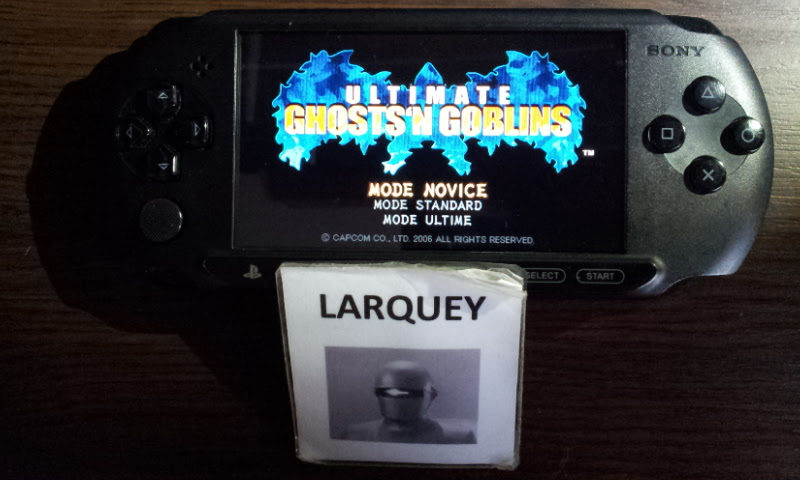 SONY
ULTIMATE
GHOSTS'N GOBLINS
TM
MODE NOVICE
MODE STANDARD
MODE ULTIME
© CAPCOM CO., LTD. 2006 ALL RIGHTS RESERVED.
SELECT
START
LARQUEY